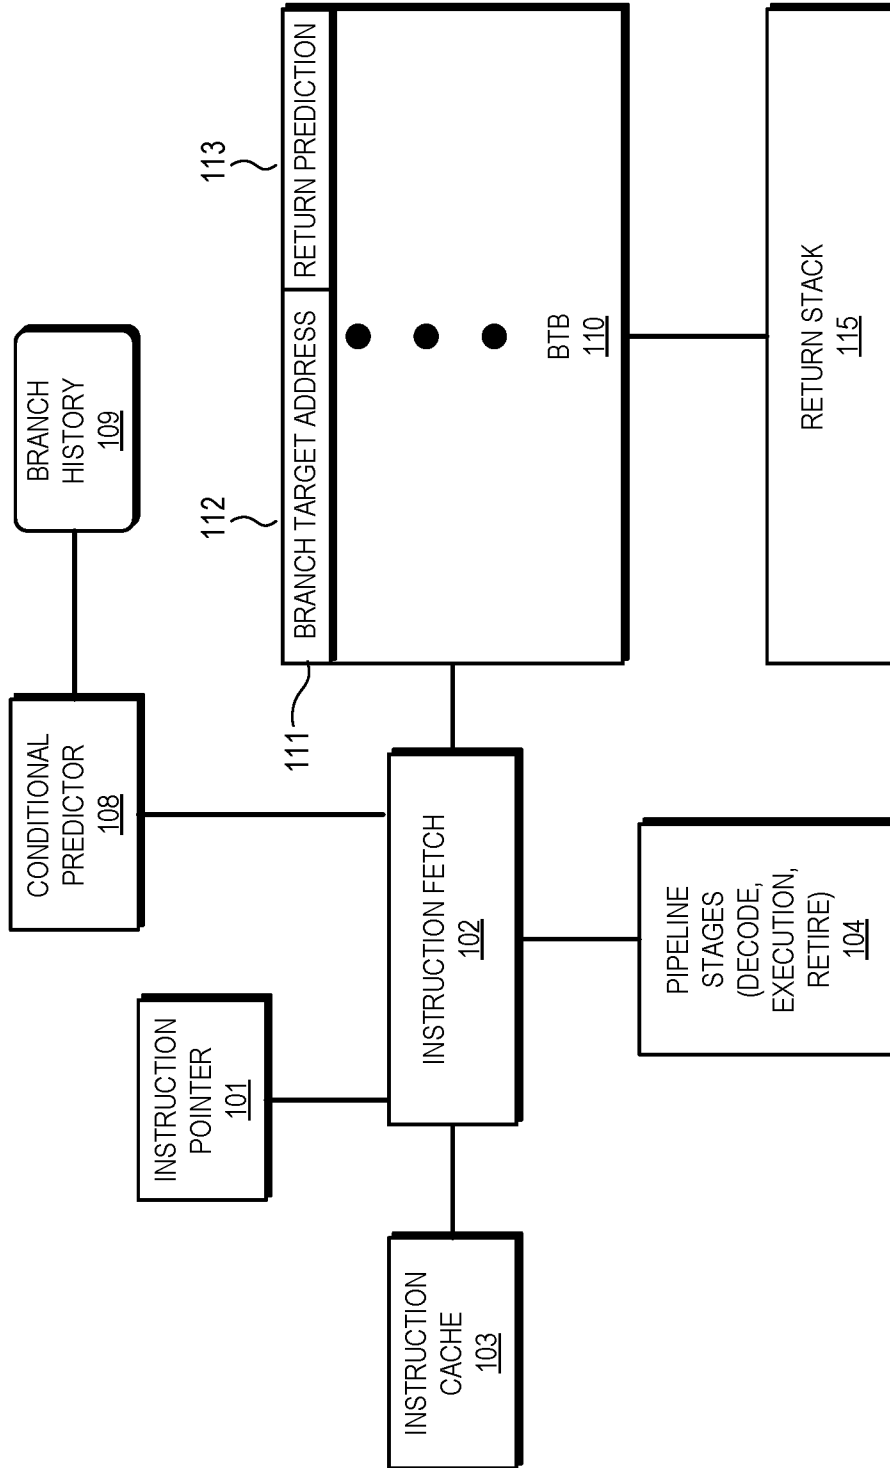 INSTRUCTION
CACHE
103
INSTRUCTION
POINTER
101
INSTRUCTION FETCH
102
PIPELINE
STAGES
(DECODE,
EXECUTION,
RETIRE)
104
CONDITIONAL
PREDICTOR
108
BRANCH
HISTORY
109
111
112
113
BRANCH TARGET ADDRESS
RETURN PREDICTION
BTB
110
RETURN STACK
115